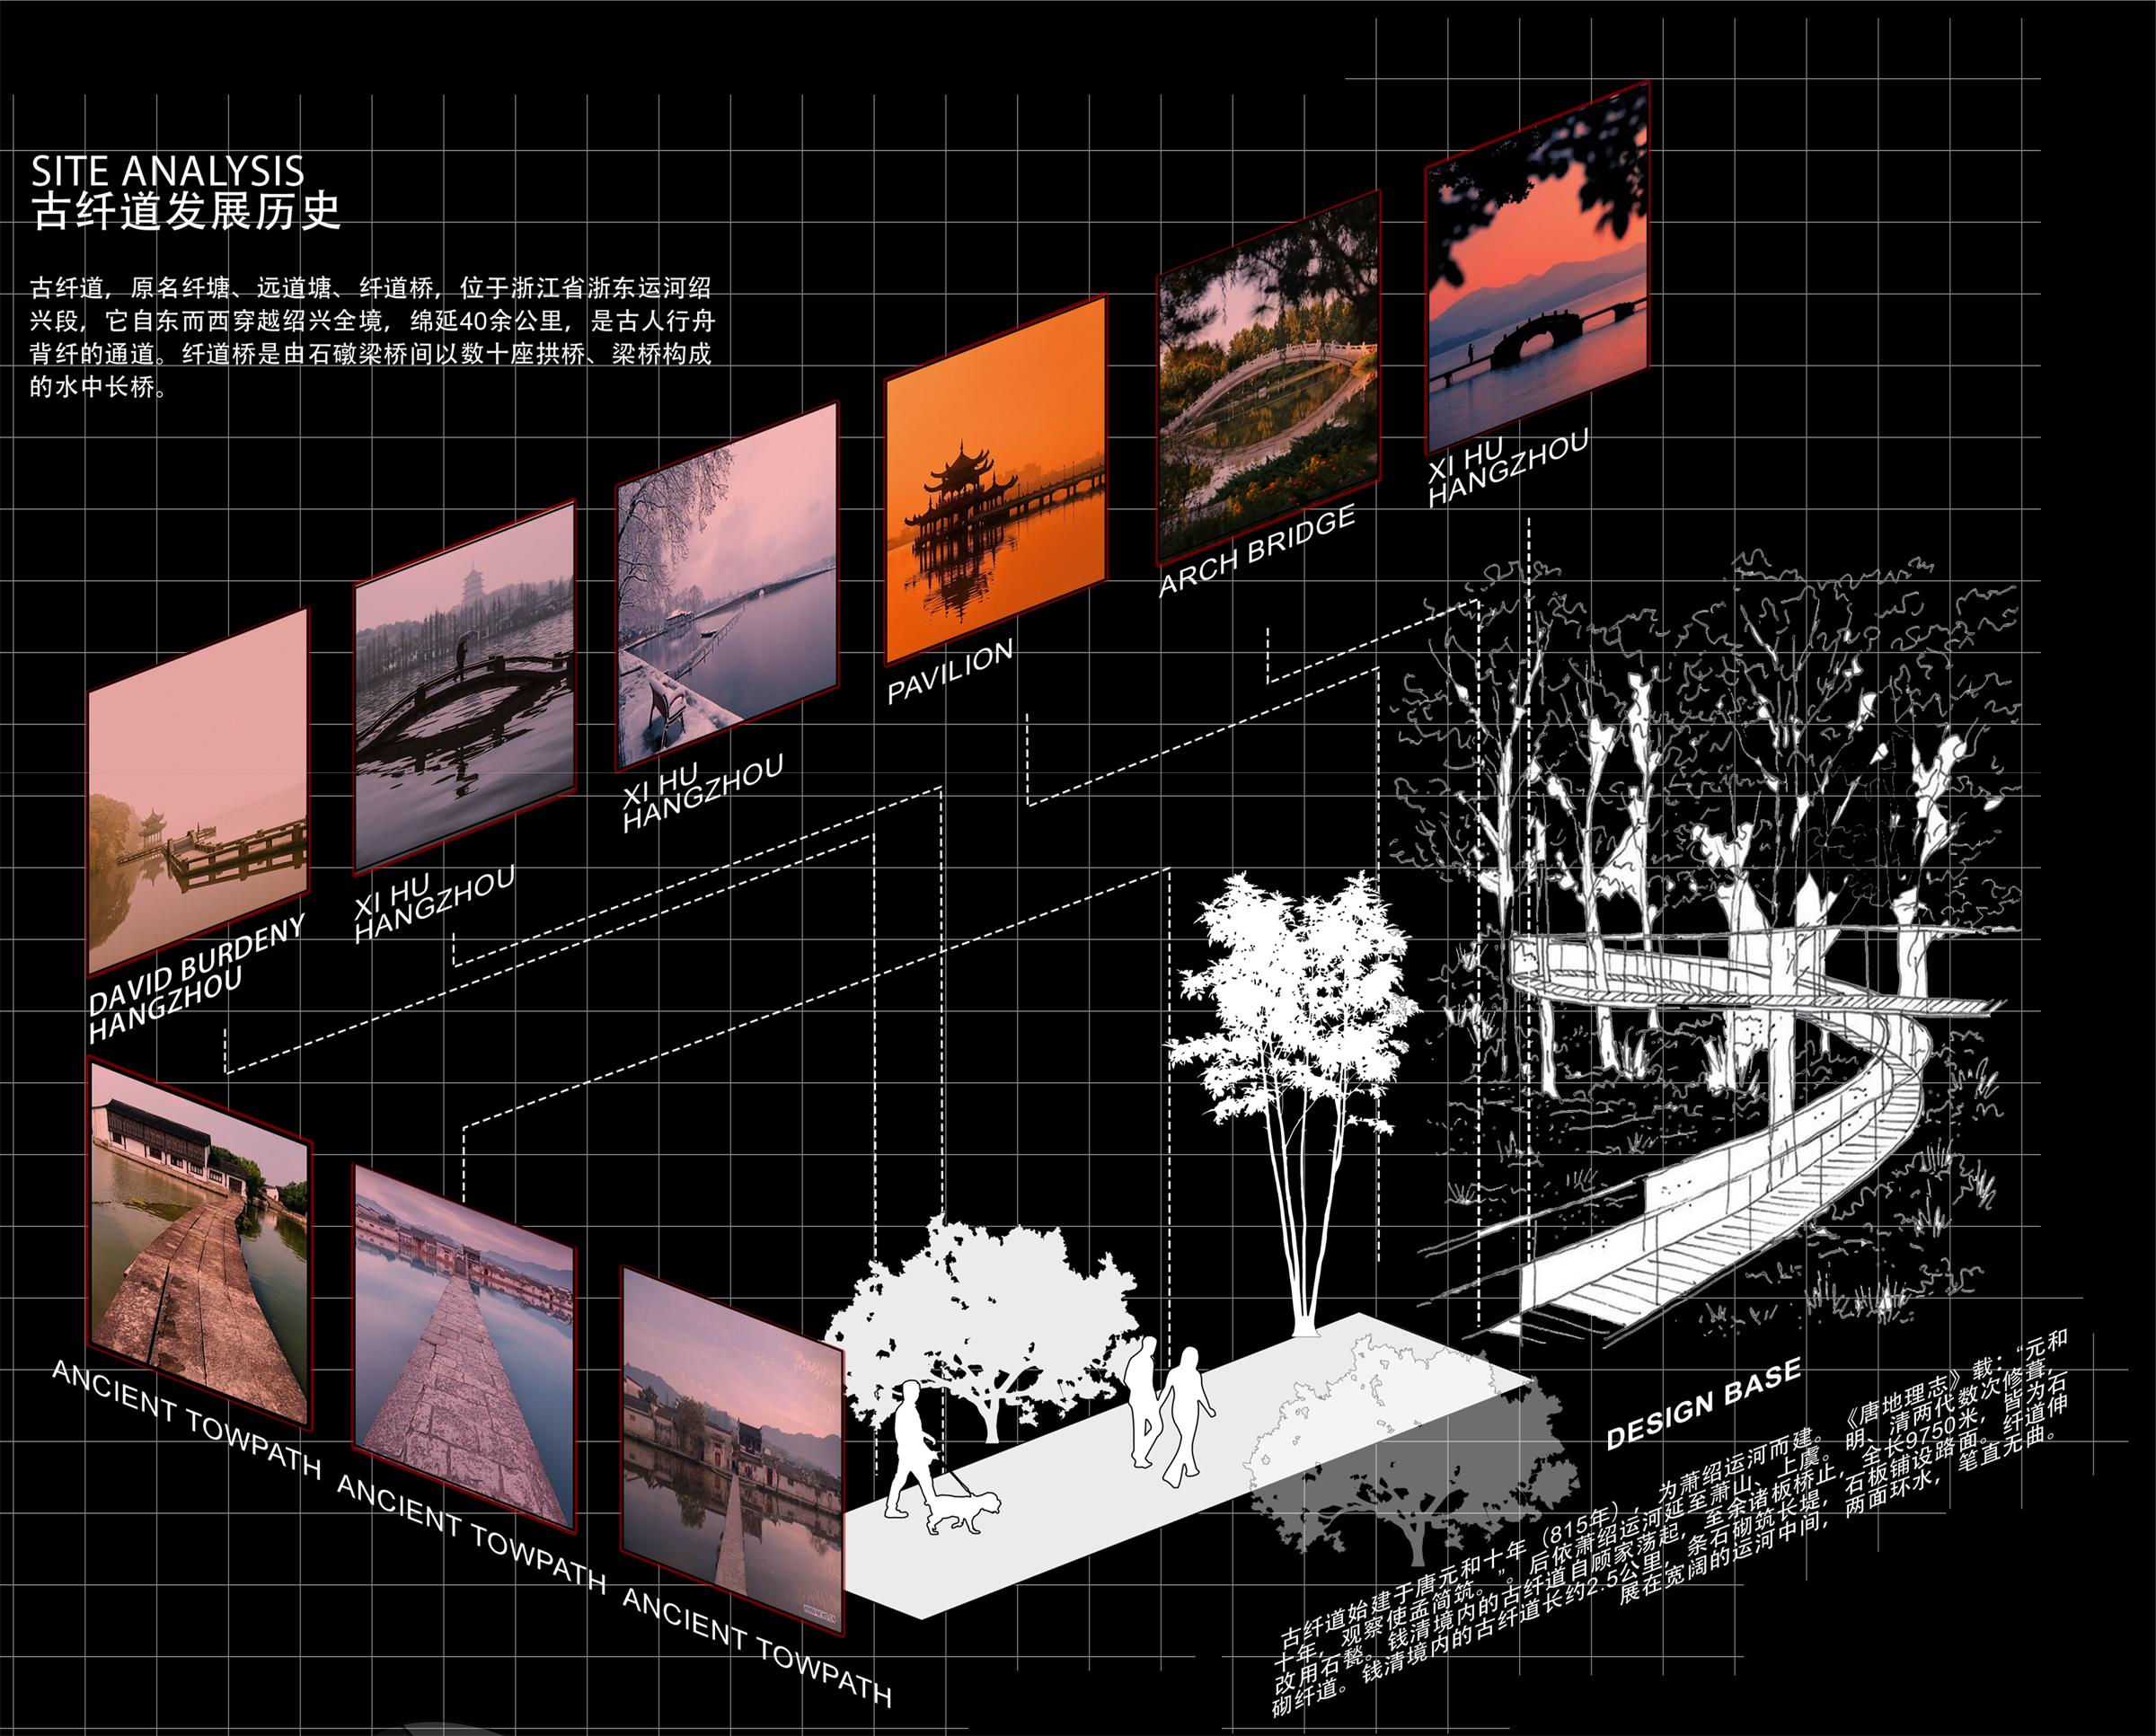 SITE ANALYSIS
古纤道发展历史
古纤道，原名纤塘、远道塘、纤道桥，位于浙江省浙东运河绍
兴段，它自东而西穿越绍兴全境，绵延40余公里，是古人行舟
背纤的通道。纤道桥是由石礅梁桥间以数十座拱桥、梁桥构成
的水中长桥。
XI HU
HANGZHOU
ARCH BRIDGE
PAVILION
XI HU
HANGZHOU
XI HU
HANGZHOU
DAVID BURDENY
HANGZHOU
ANCIENT TOWPATH
ANCIENT TOWPATH
ANCIENT TOWPATH
DESIGN BASE
古纤道始建于唐元和十年（815年），为萧绍运河而建。《唐地理志》载：“元和
十年，观察使孟简筑。”。后依萧绍运河延至萧山、上虞。明、清两代数次修葺，
改用石甃。钱清境内的古纤道自顾家荡起，至余诸板桥止，全长9750米，皆为石
砌纤道。钱清境内的古纤道长约2.5公里，条石砌筑长堤，石板铺设路面。纤道伸
展在宽阔的运河中间，两面环水，笔直无曲。